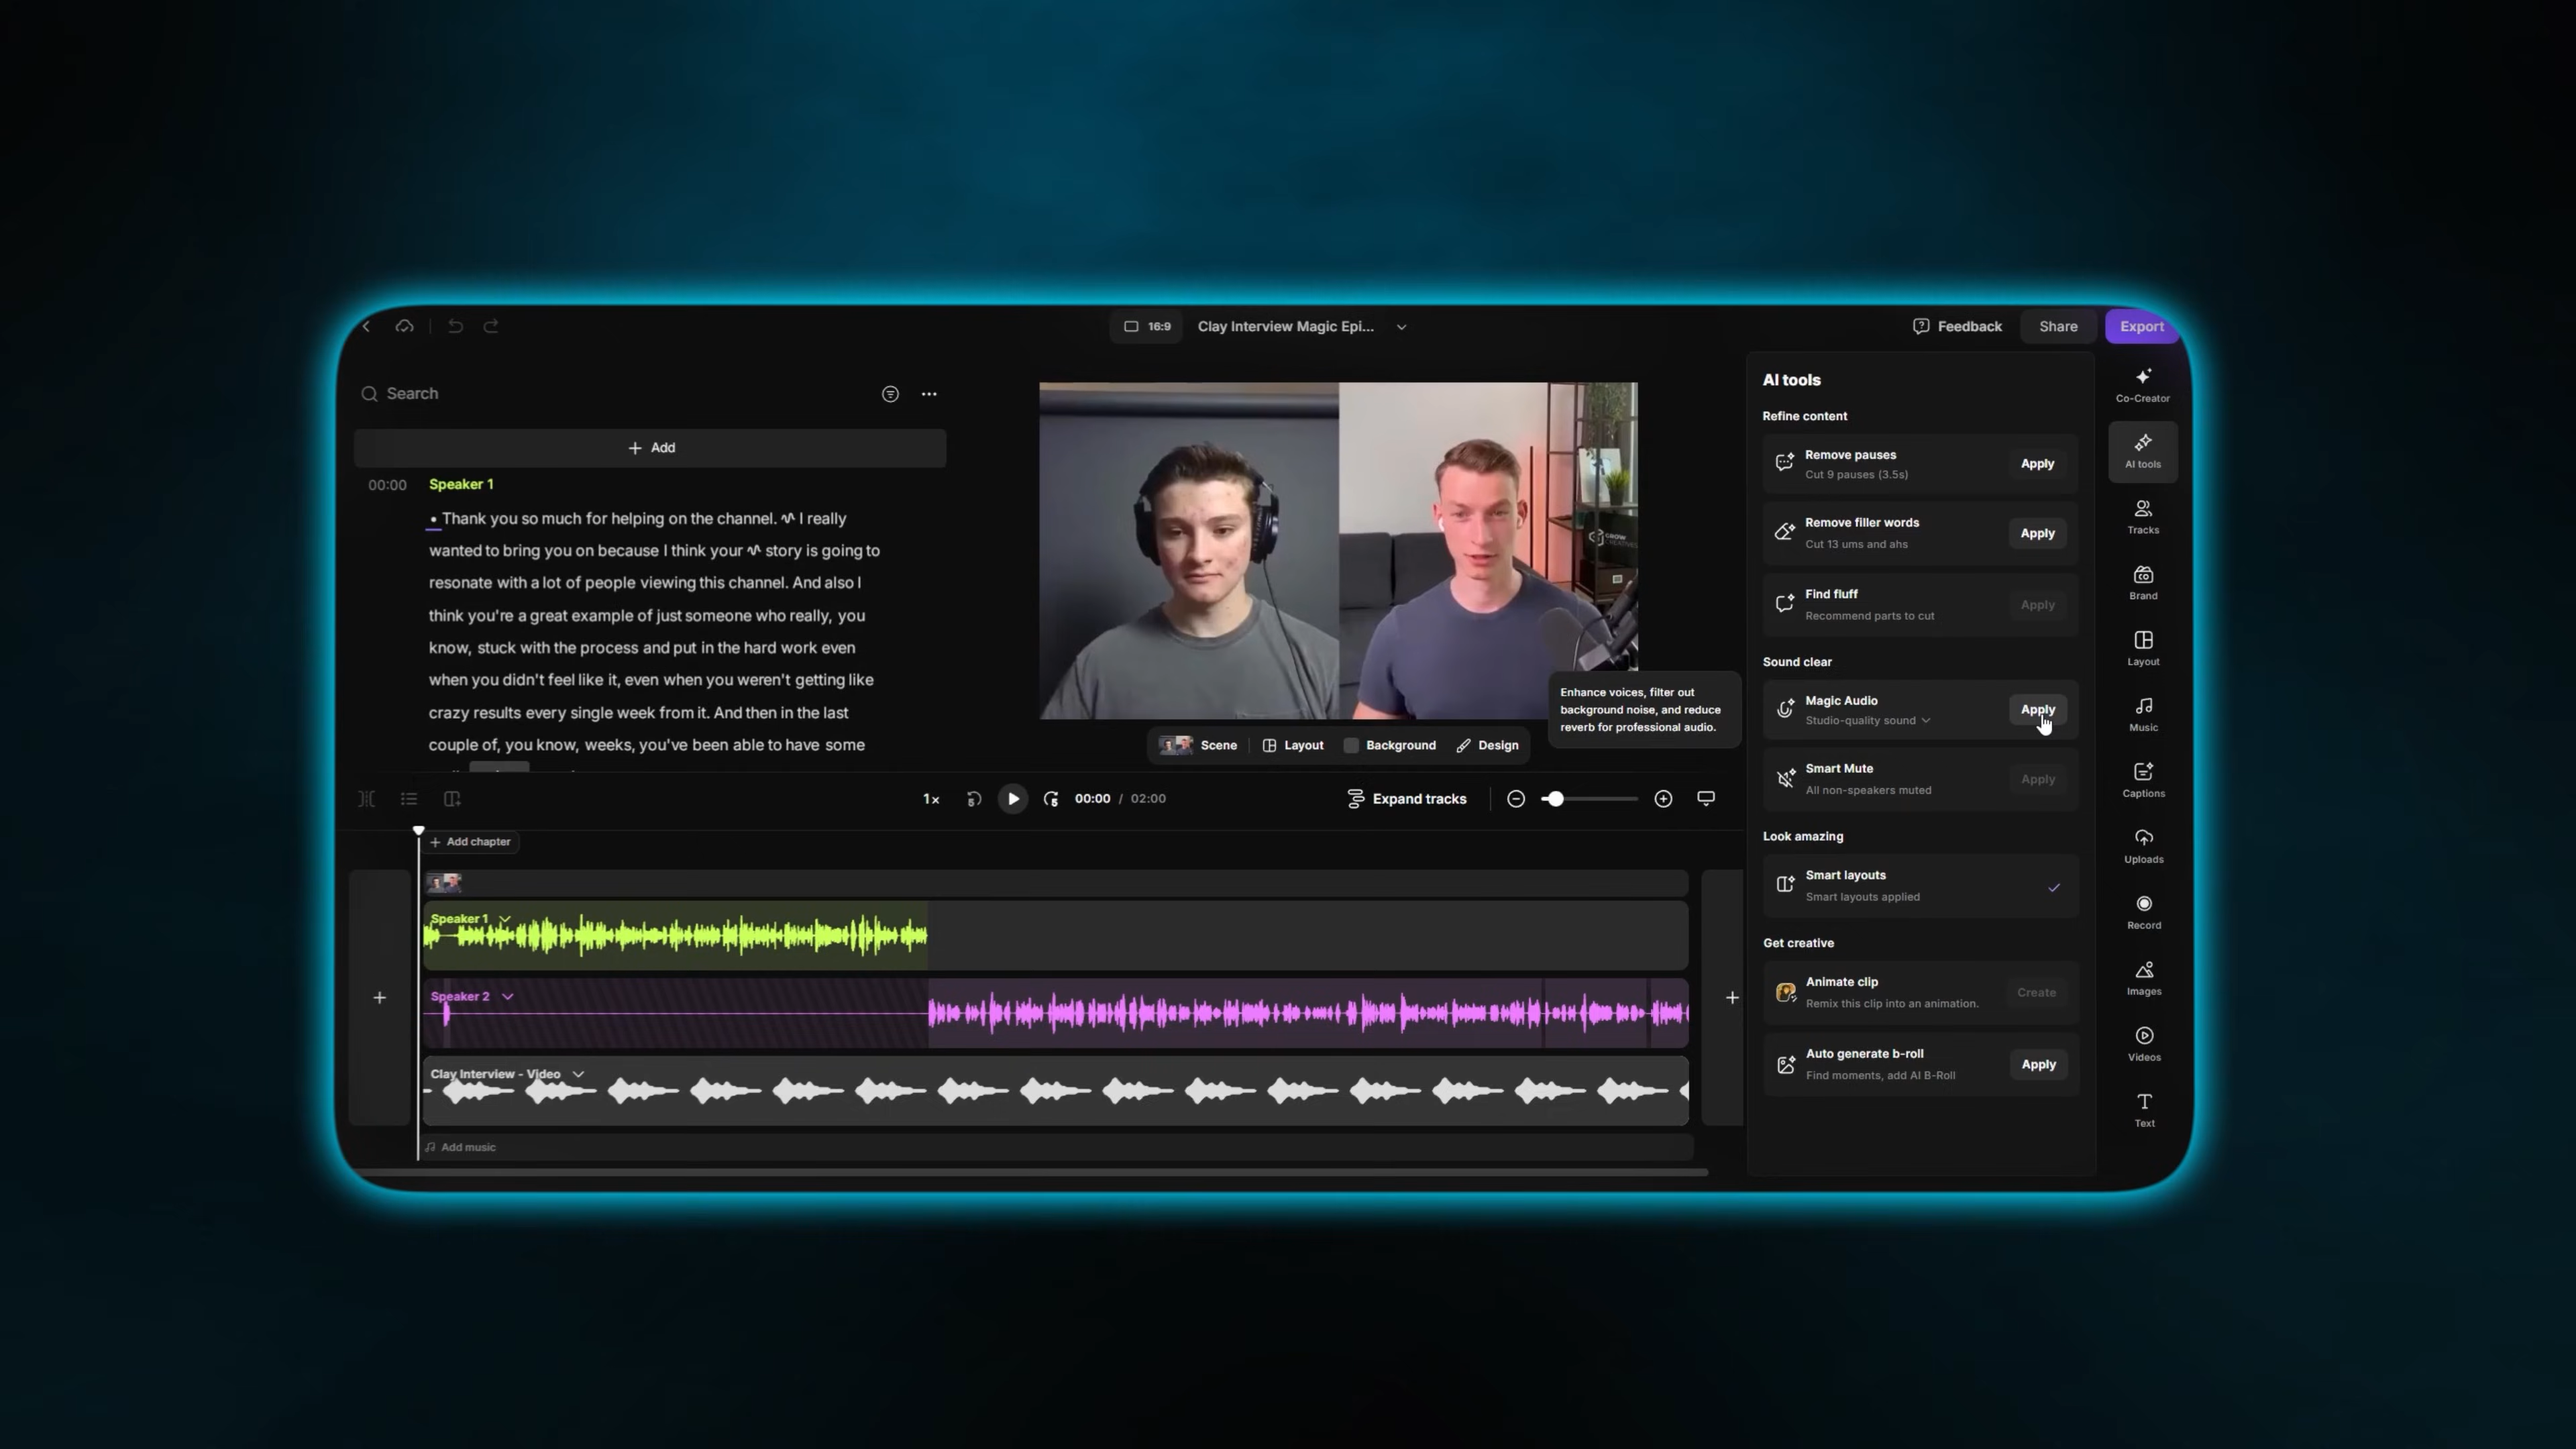 16:9
Clay Interview Magic Epi...
Feedback
Share
Export
Search
Add
00:00
Speaker 1
Thank you so much for helping on the channel. I really
wanted to bring you on because I think your story is going to
resonate with a lot of people viewing this channel. And also I
think you're a great example of just someone who really, you
know, stuck with the process and put in the hard work even
when you didn't feel like it, even when you weren't getting like
crazy results every single week from it. And then in the last
couple of, you know, weeks, you've been able to have some
Enhance voices, filter out
background noise, and reduce
reverb for professional audio.
Scene
Layout
Background
Design
1x
5
5
00:00 / 02:00
Expand tracks
Add chapter
Speaker 1
Speaker 2
Clay Interview - Video
Add music
AI tools
Refine content
Remove pauses
Cut 9 pauses (3.5s)
Apply
Remove filler words
Cut 13 ums and ahs
Apply
Find fluff
Recommend parts to cut
Apply
Sound clear
Magic Audio
Studio-quality sound
Apply
Smart Mute
All non-speakers muted
Apply
Look amazing
Smart layouts
Smart layouts applied
Get creative
Animate clip
Remix this clip into an animation.
Create
Auto generate b-roll
Find moments, add AI B-Roll
Apply
Co-Creator
AI tools
Tracks
Brand
Layout
Music
Captions
Uploads
Record
Images
Videos
Text